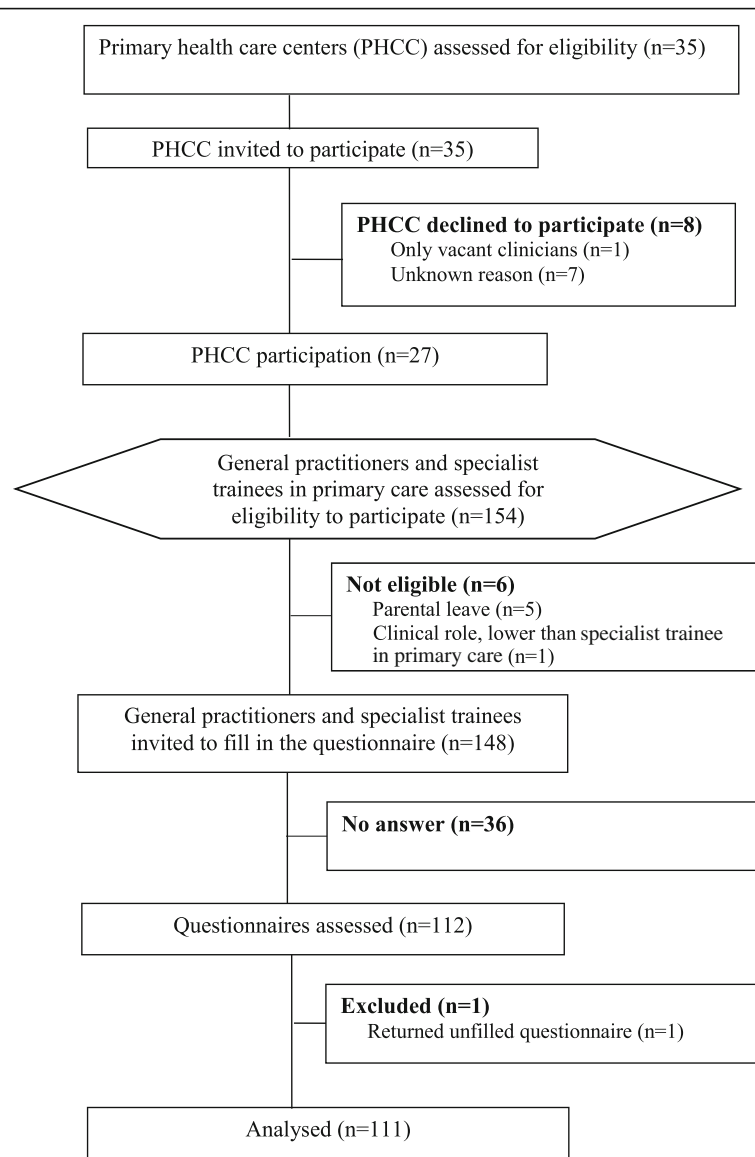 Primary health care centers (PHCC) assessed for eligibility (n=35)
PHCC invited to participate (n=35)
PHCC declined to participate (n=8)
Only vacant clinicians (n=1)
Unknown reason (n=7)
PHCC participation (n=27)
General practitioners and specialist
trainees in primary care assessed for
eligibility to participate (n=154)
Not eligible (n=6)
Parental leave (n=5)
Clinical role, lower than specialist trainee
in primary care (n=1)
General practitioners and specialist trainees
invited to fill in the questionnaire (n=148)
No answer (n=36)
Questionnaires assessed (n=112)
Excluded (n=1)
Returned unfilled questionnaire (n=1)
Analysed (n=111)